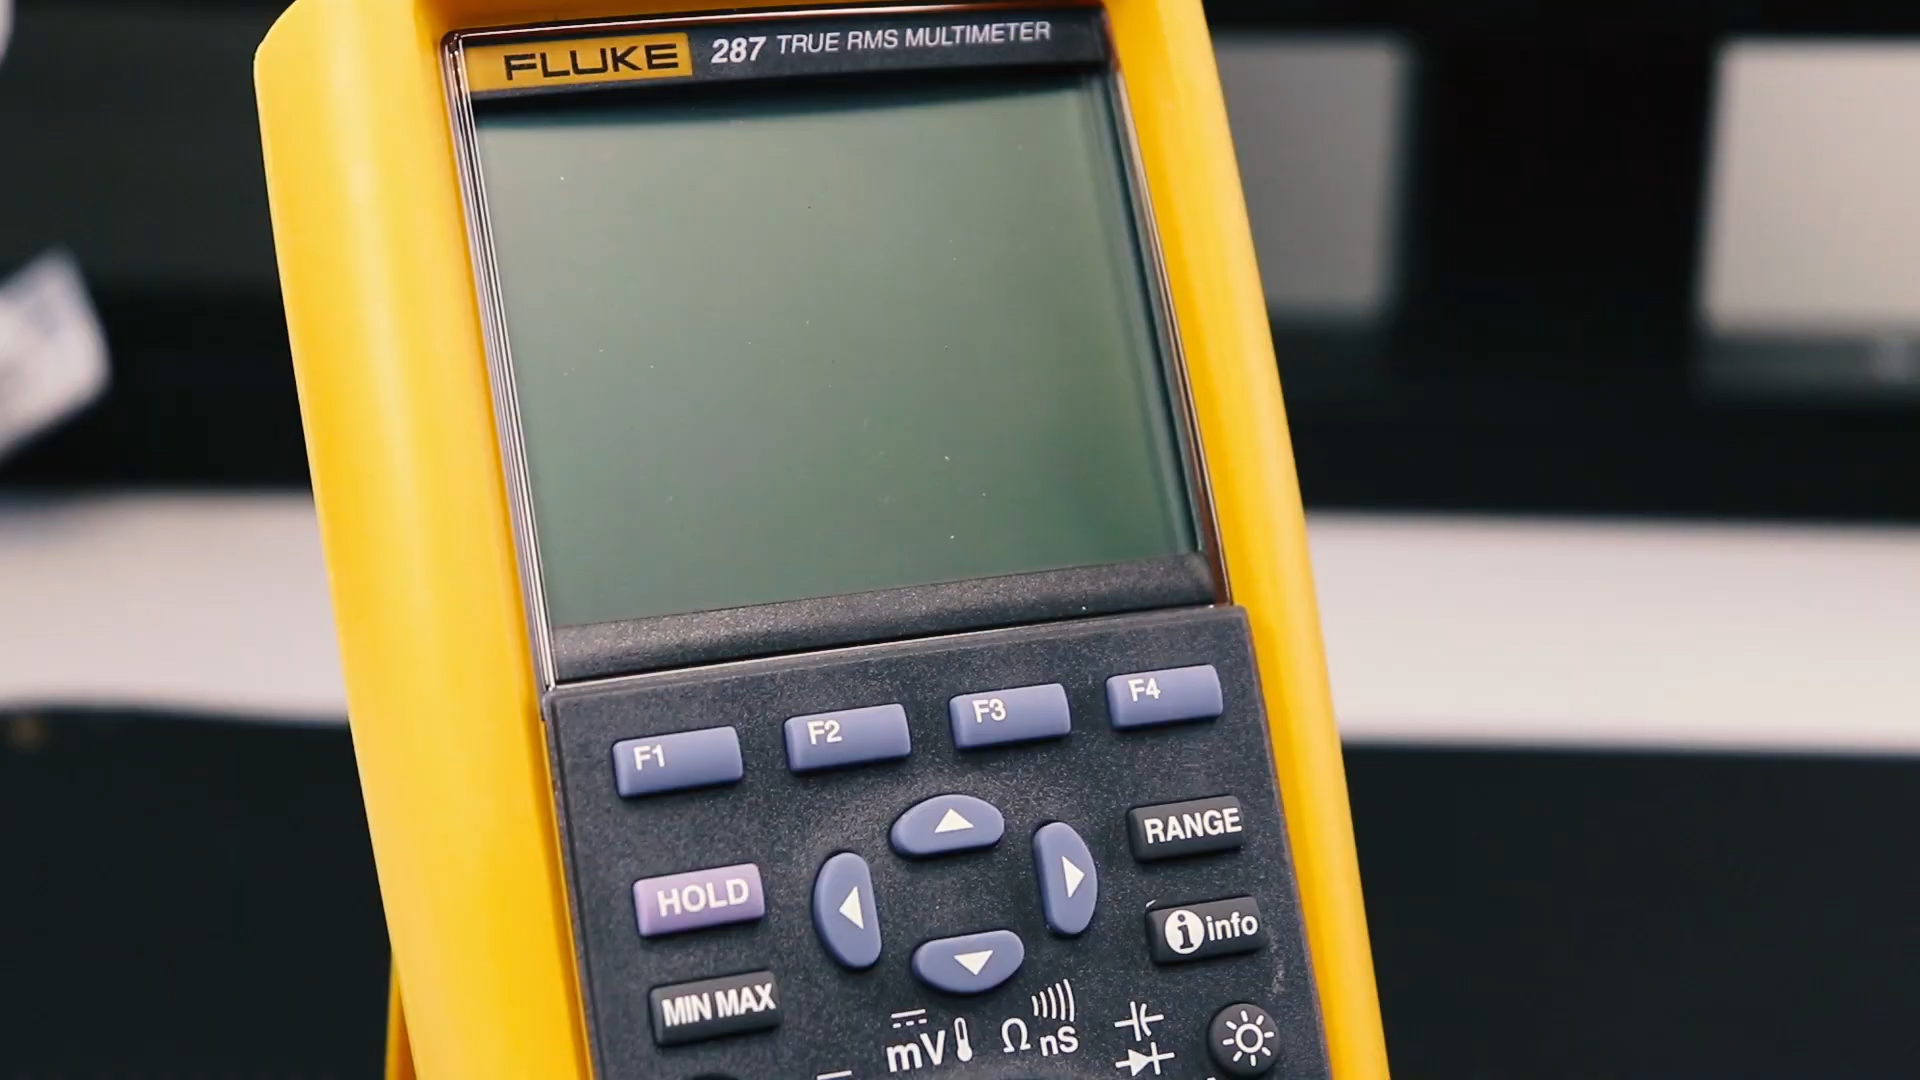 FLUKE 287 TRUE RMS MULTIMETER
F1 F2 F3 F4
RANGE
HOLD
info
MIN MAX
mV Ω nS